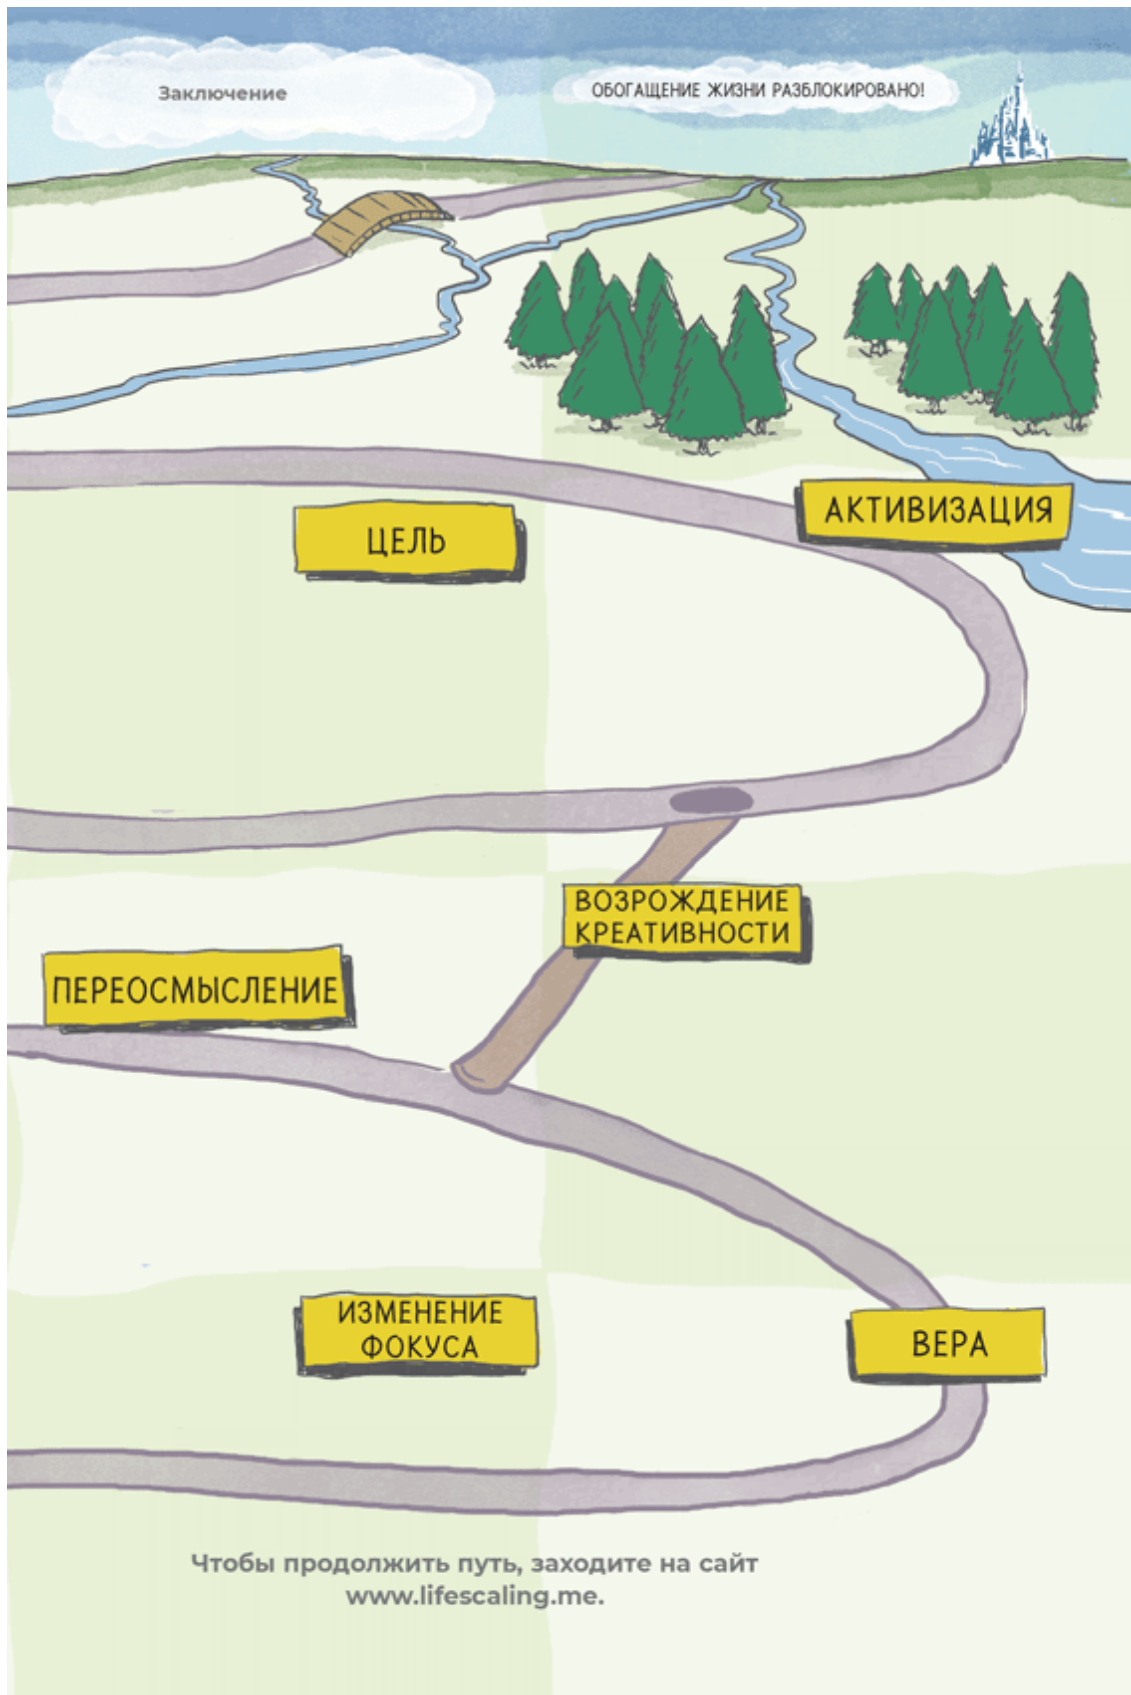 Заключение
ОБОГАЩЕНИЕ ЖИЗНИ РАЗБЛОКИРОВАНО!
АКТИВИЗАЦИЯ
ЦЕЛЬ
ВОЗРОЖДЕНИЕ
КРЕАТИВНОСТИ
ПЕРЕОСМЫСЛЕНИЕ
ИЗМЕНЕНИЕ
ФОКУСА
ВЕРА
Чтобы продолжить путь, заходите на сайт
www.lifescaling.me.